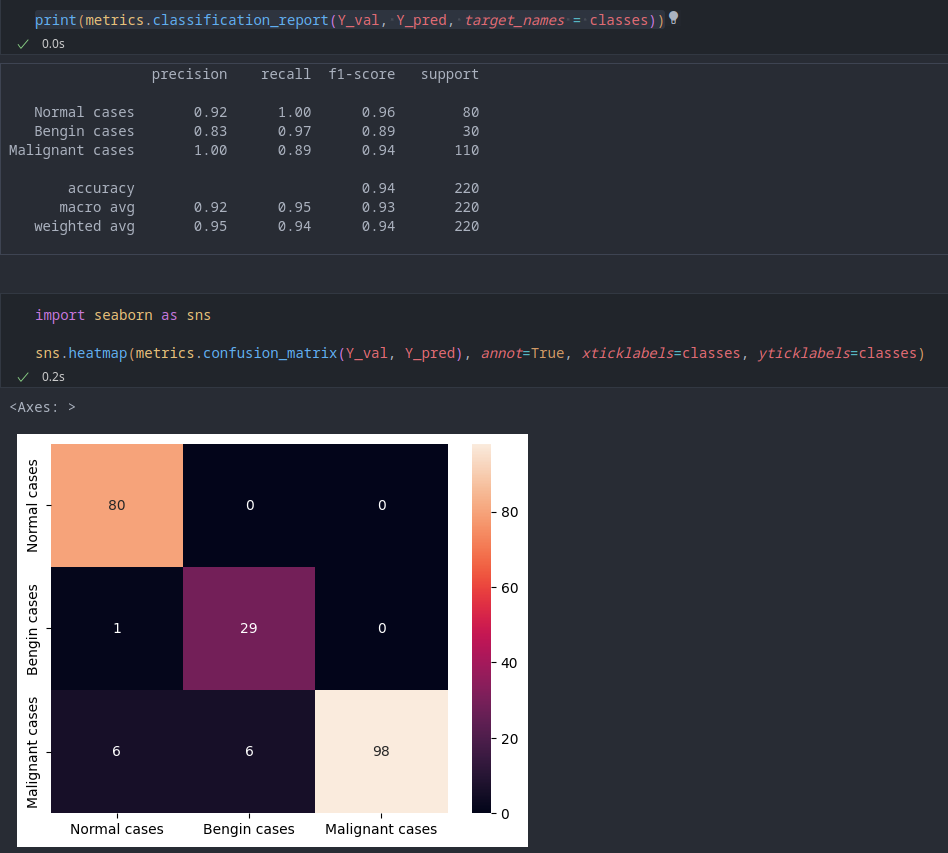 print(metrics.classification_report(Y_val, Y_pred, target_names = classes))
0.0s
precision recall f1-score support
Normal cases 0.92 1.00 0.96 80
Bengin cases 0.83 0.97 0.89 30
Malignant cases 1.00 0.89 0.94 110
accuracy 0.94 220
macro avg 0.92 0.95 0.93 220
weighted avg 0.95 0.94 0.94 220
import seaborn as sns
sns.heatmap(metrics.confusion_matrix(Y_val, Y_pred), annot=True, xticklabels=classes, yticklabels=classes)
0.2s
<Axes: >
Normal cases
80 0 0
Bengin cases
1 29 0
Malignant cases
6 6 98
Normal cases Bengin cases Malignant cases
80
60
40
20
0